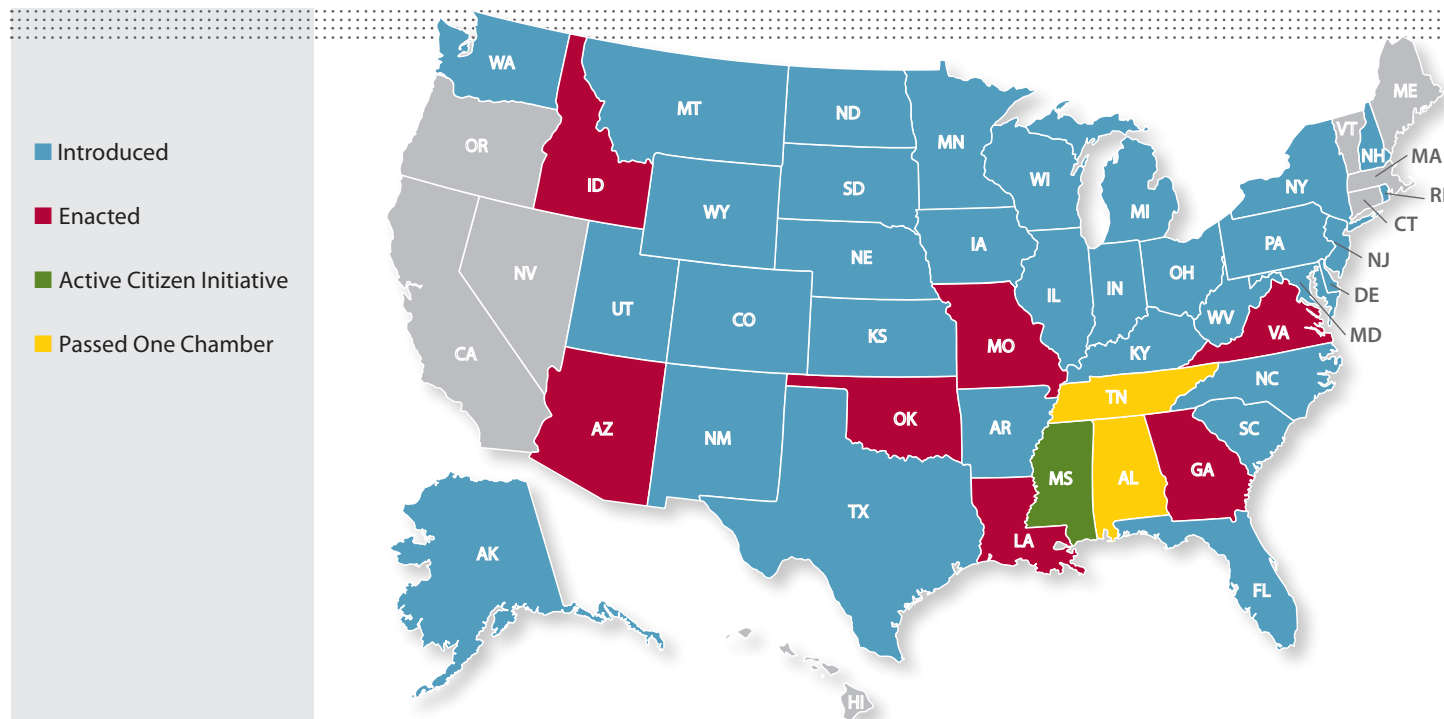 Introduced
Enacted
Active Citizen Initiative
Passed One Chamber
WA
MT
ND
MN
ME
VT
NH
MA
OR
ID
SD
WI
MI
NY
RI
CT
WY
IA
PA
NJ
NV
NE
OH
IL
IN
DE
UT
CO
WV
VA
MD
CA
KS
MO
KY
NC
TN
AZ
NM
OK
AR
SC
MS
AL
GA
TX
LA
AK
FL
HI